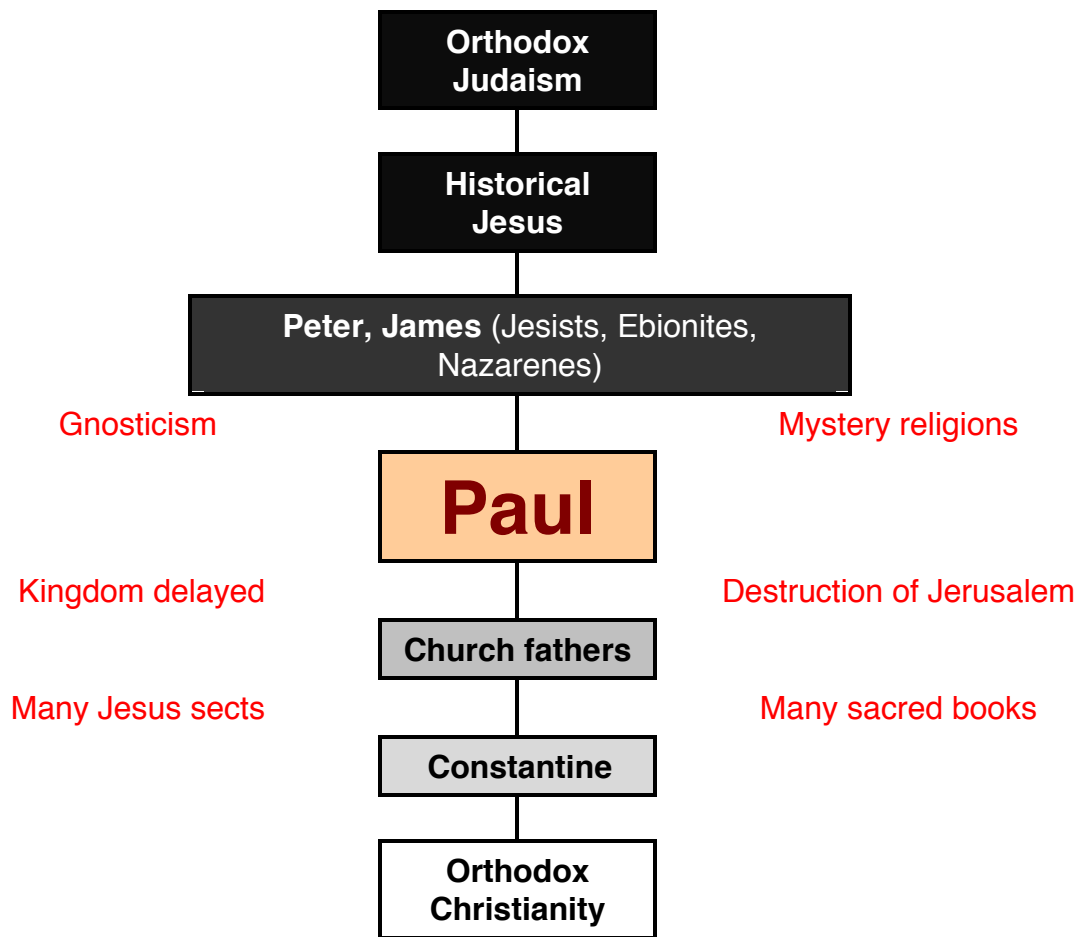 Orthodox
Judaism
Historical
Jesus
Peter, James (Jesists, Ebionites,
Nazarenes)
Gnosticism
Mystery religions
Paul
Kingdom delayed
Destruction of Jerusalem
Church fathers
Many Jesus sects
Many sacred books
Constantine
Orthodox
Christianity